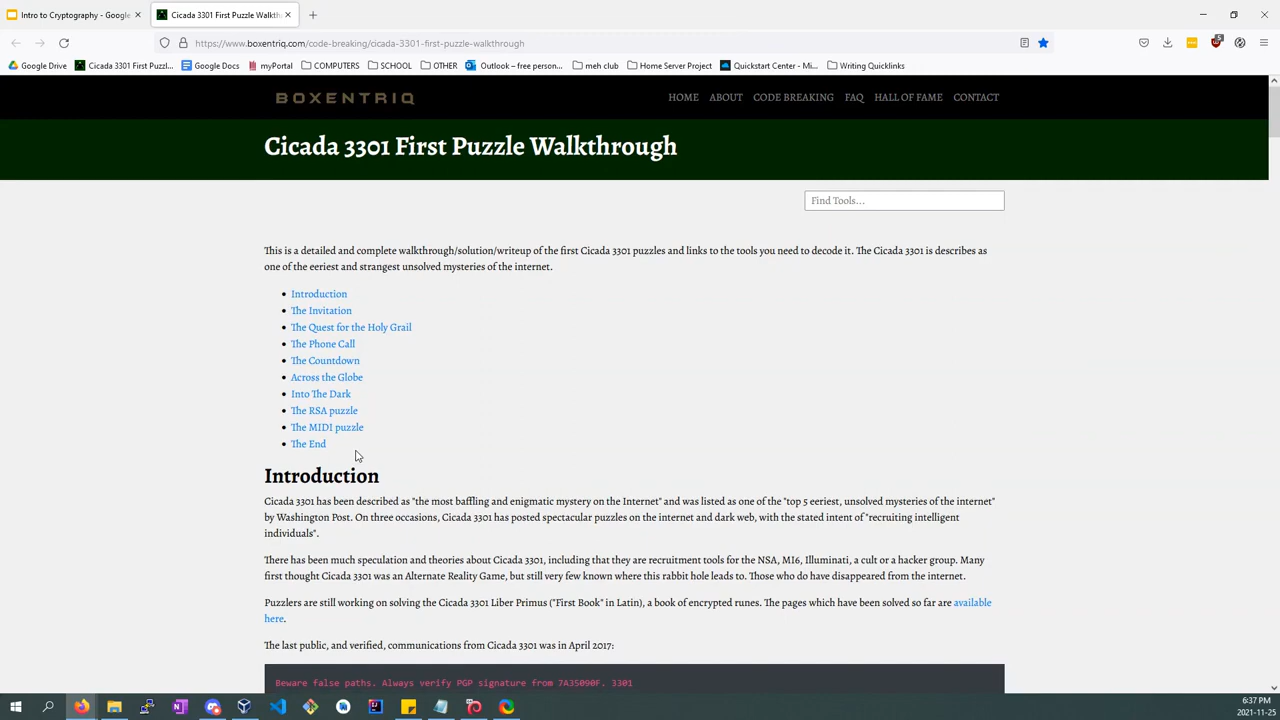 Intro to Cryptography - Google
Cicada 3301 First Puzzle Walkth
https://www.boxentriq.com/code-breaking/cicada-3301-first-puzzle-walkthrough
5
Google Drive
Cicada 3301 First Puzzl...
Google Docs
myPortal
COMPUTERS
SCHOOL
OTHER
Outlook – free person...
meh club
Home Server Project
Quickstart Center - Mi...
Writing Quicklinks
BOXENTRIQ
HOME
ABOUT
CODE BREAKING
FAQ
HALL OF FAME
CONTACT
Cicada 3301 First Puzzle Walkthrough
Find Tools...
This is a detailed and complete walkthrough/solution/writeup of the first Cicada 3301 puzzles and links to the tools you need to decode it. The Cicada 3301 is describes as
one of the eeriest and strangest unsolved mysteries of the internet.
Introduction
The Invitation
The Quest for the Holy Grail
The Phone Call
The Countdown
Across the Globe
Into The Dark
The RSA puzzle
The MIDI puzzle
The End
Introduction
Cicada 3301 has been described as "the most baffling and enigmatic mystery on the Internet" and was listed as one of the "top 5 eeriest, unsolved mysteries of the internet"
by Washington Post. On three occasions, Cicada 3301 has posted spectacular puzzles on the internet and dark web, with the stated intent of "recruiting intelligent
individuals".
There has been much speculation and theories about Cicada 3301, including that they are recruitment tools for the NSA, MI6, Illuminati, a cult or a hacker group. Many
first thought Cicada 3301 was an Alternate Reality Game, but still very few known where this rabbit hole leads to. Those who do have disappeared from the internet.
Puzzlers are still working on solving the Cicada 3301 Liber Primus ("First Book" in Latin), a book of encrypted runes. The pages which have been solved so far are available
here.
The last public, and verified, communications from Cicada 3301 was in April 2017:
Beware false paths. Always verify PGP signature from 7A35090F. 3301
6:37 PM
2021-11-25